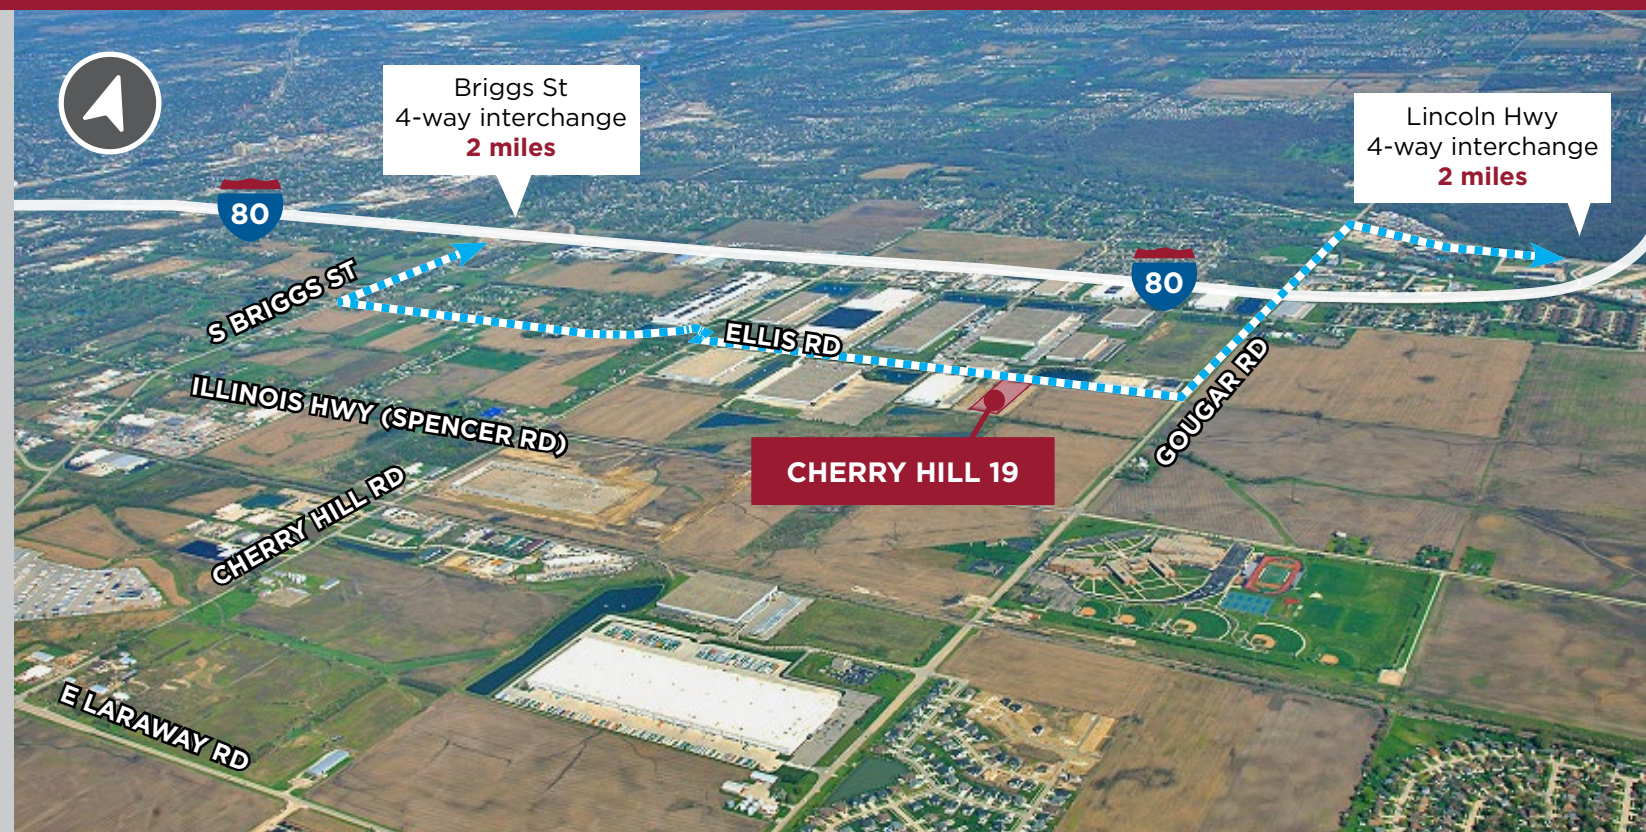 Briggs St
4-way interchange
2 miles
Lincoln Hwy
4-way interchange
2 miles
80
80
S BRIGGS ST
ELLIS RD
GOUGAR RD
ILLINOIS HWY (SPENCER RD)
CHERRY HILL 19
CHERRY HILL RD
E LARAWAY RD